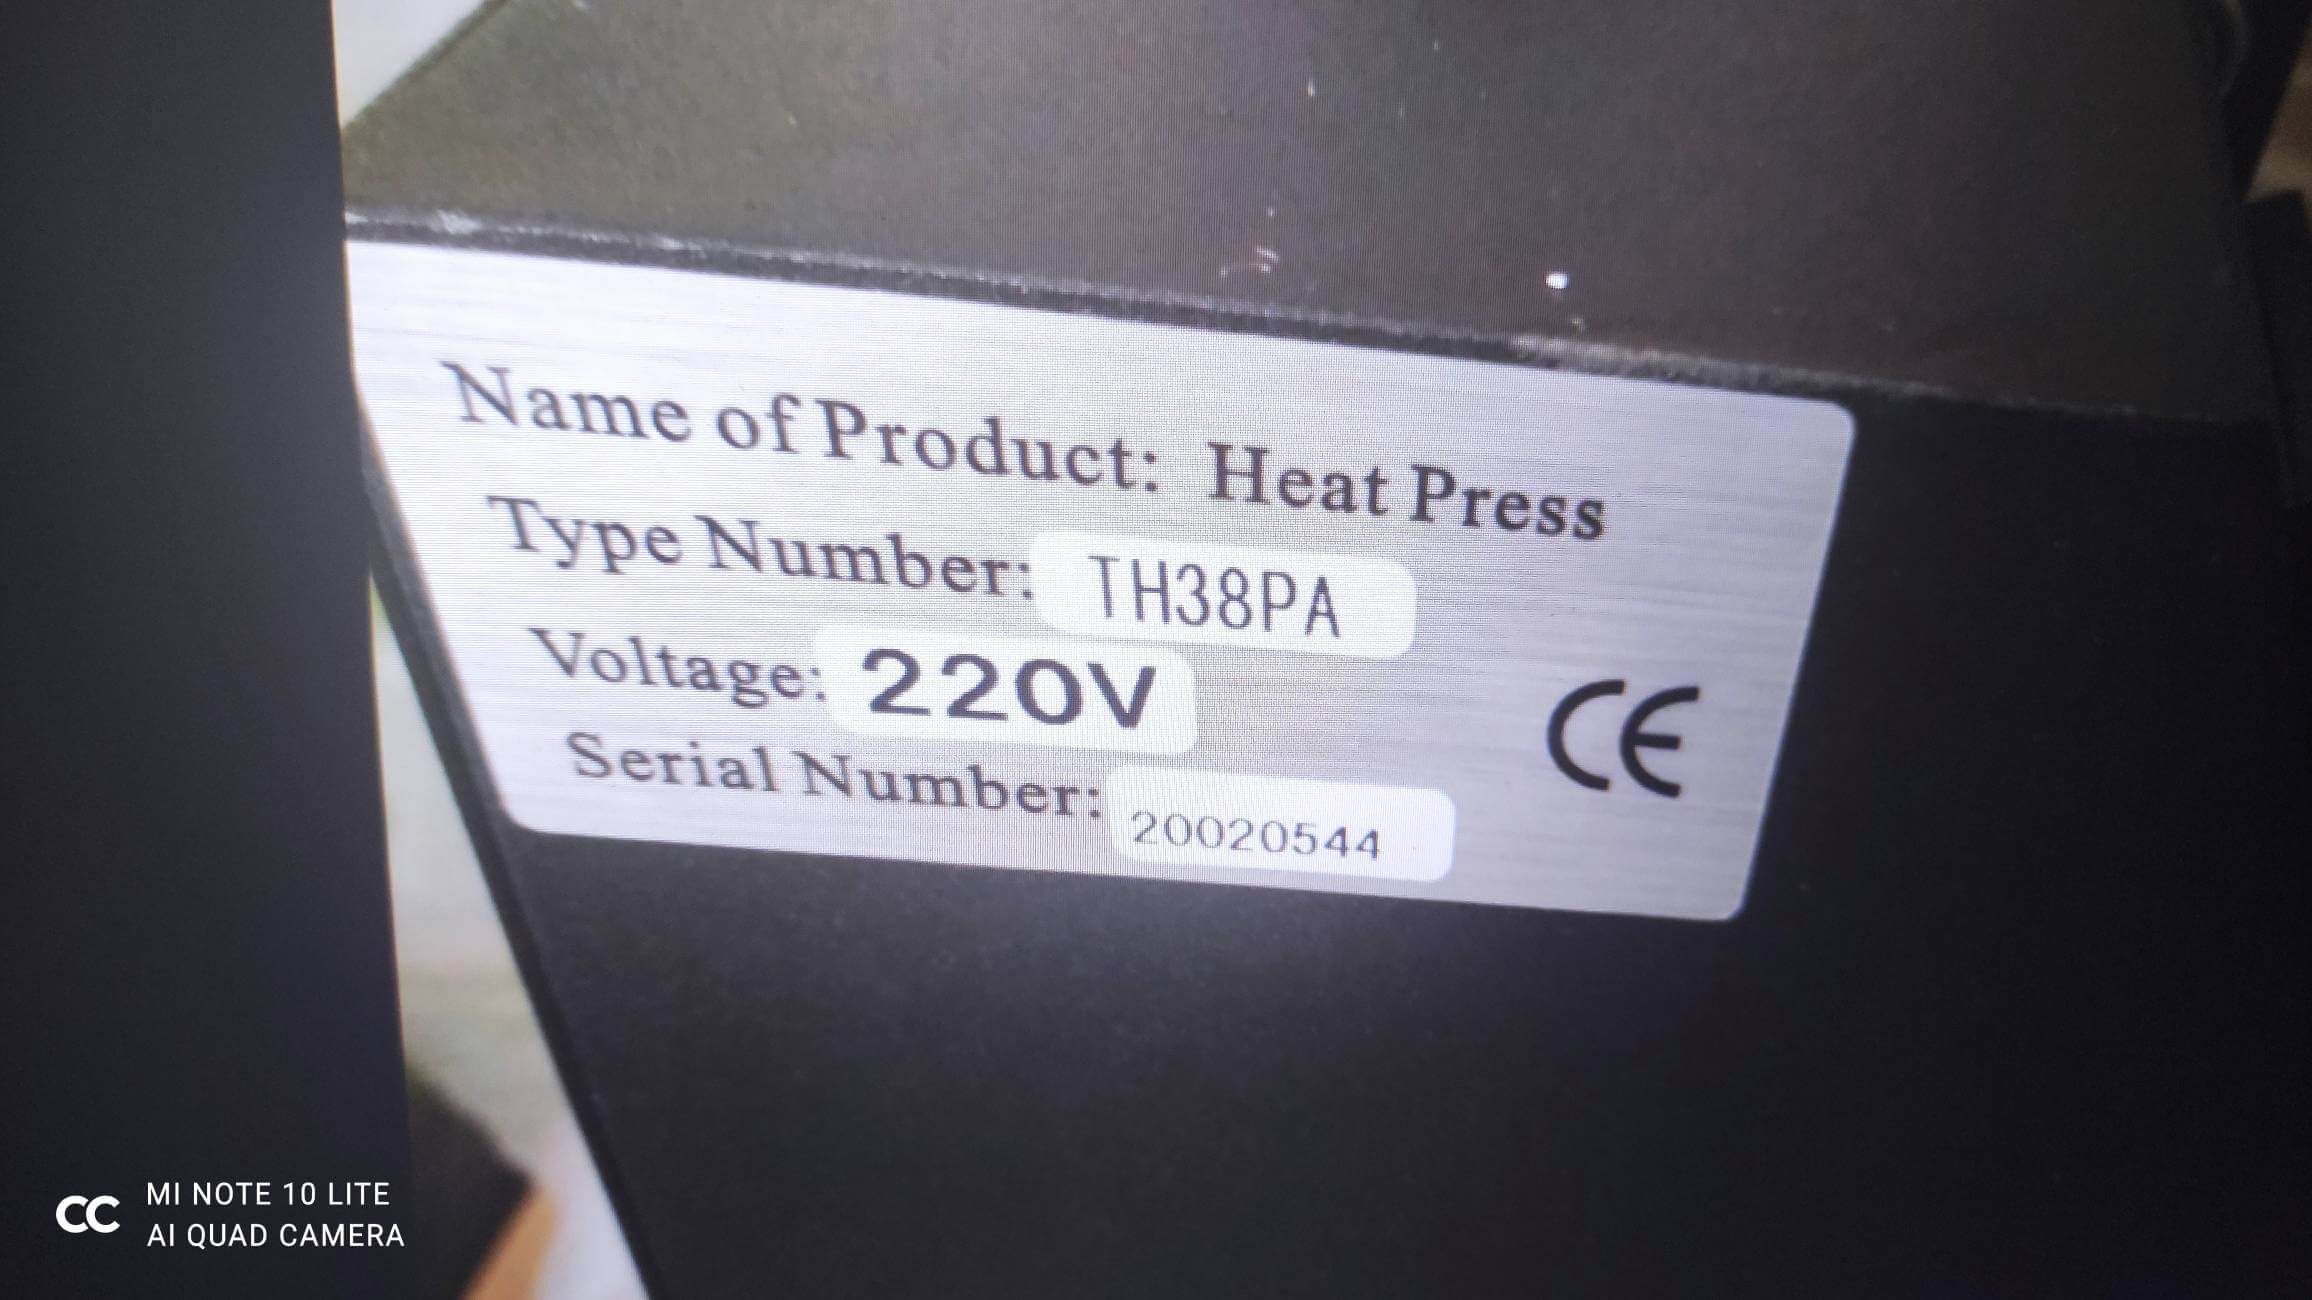 Name of Product: Heat Press
Type Number: TH38PA
Voltage: 220V
Serial Number: 20020544
CE
MI NOTE 10 LITE
AI QUAD CAMERA